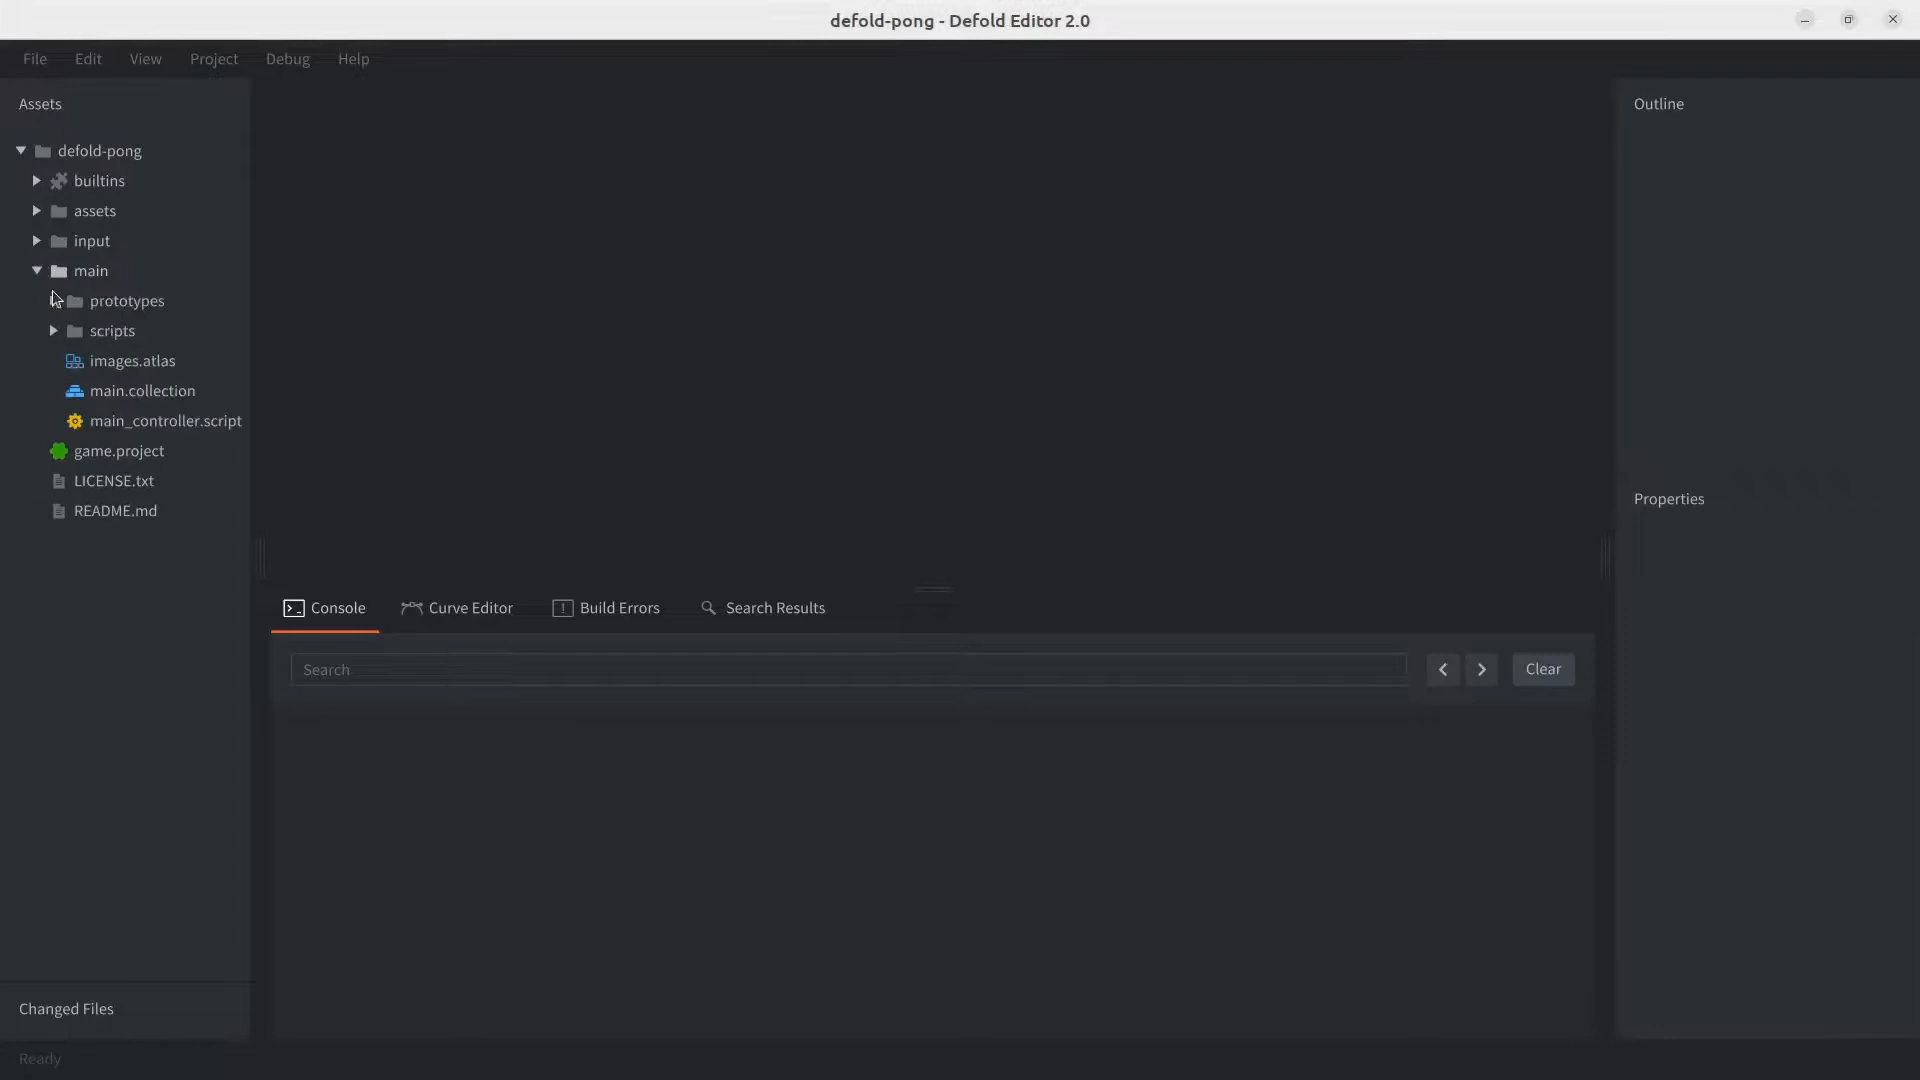 defold-pong - Defold Editor 2.0
File Edit View Project Debug Help
Assets
defold-pong
builtins
assets
input
main
prototypes
scripts
images.atlas
main.collection
main_controller.script
game.project
LICENSE.txt
README.md
Outline
Properties
Console Curve Editor Build Errors Search Results
Search
Clear
Changed Files
Ready